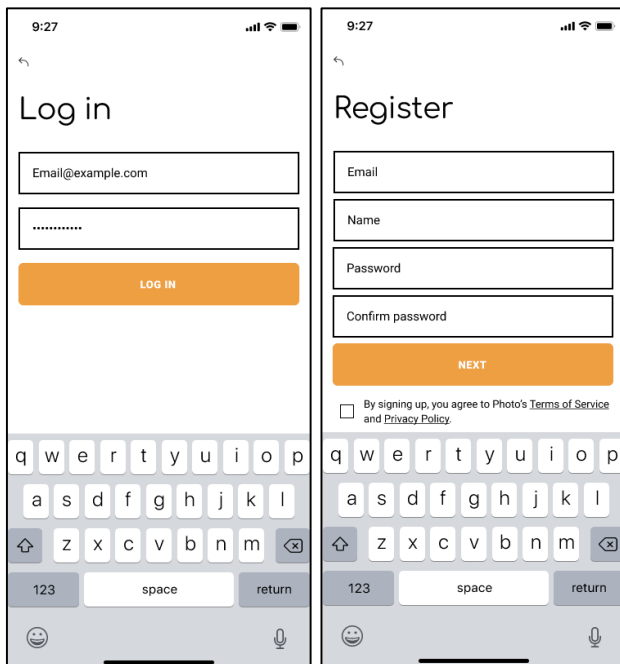 9:27
Log in
Email@example.com
••••••••••••
LOG IN
q w e r t y u i o p
a s d f g h j k l
z x c v b n m
123 space return
9:27
Register
Email
Name
Password
Confirm password
NEXT
By signing up, you agree to Photo's Terms of Service
and Privacy Policy.
q w e r t y u i o p
a s d f g h j k l
z x c v b n m
123 space return